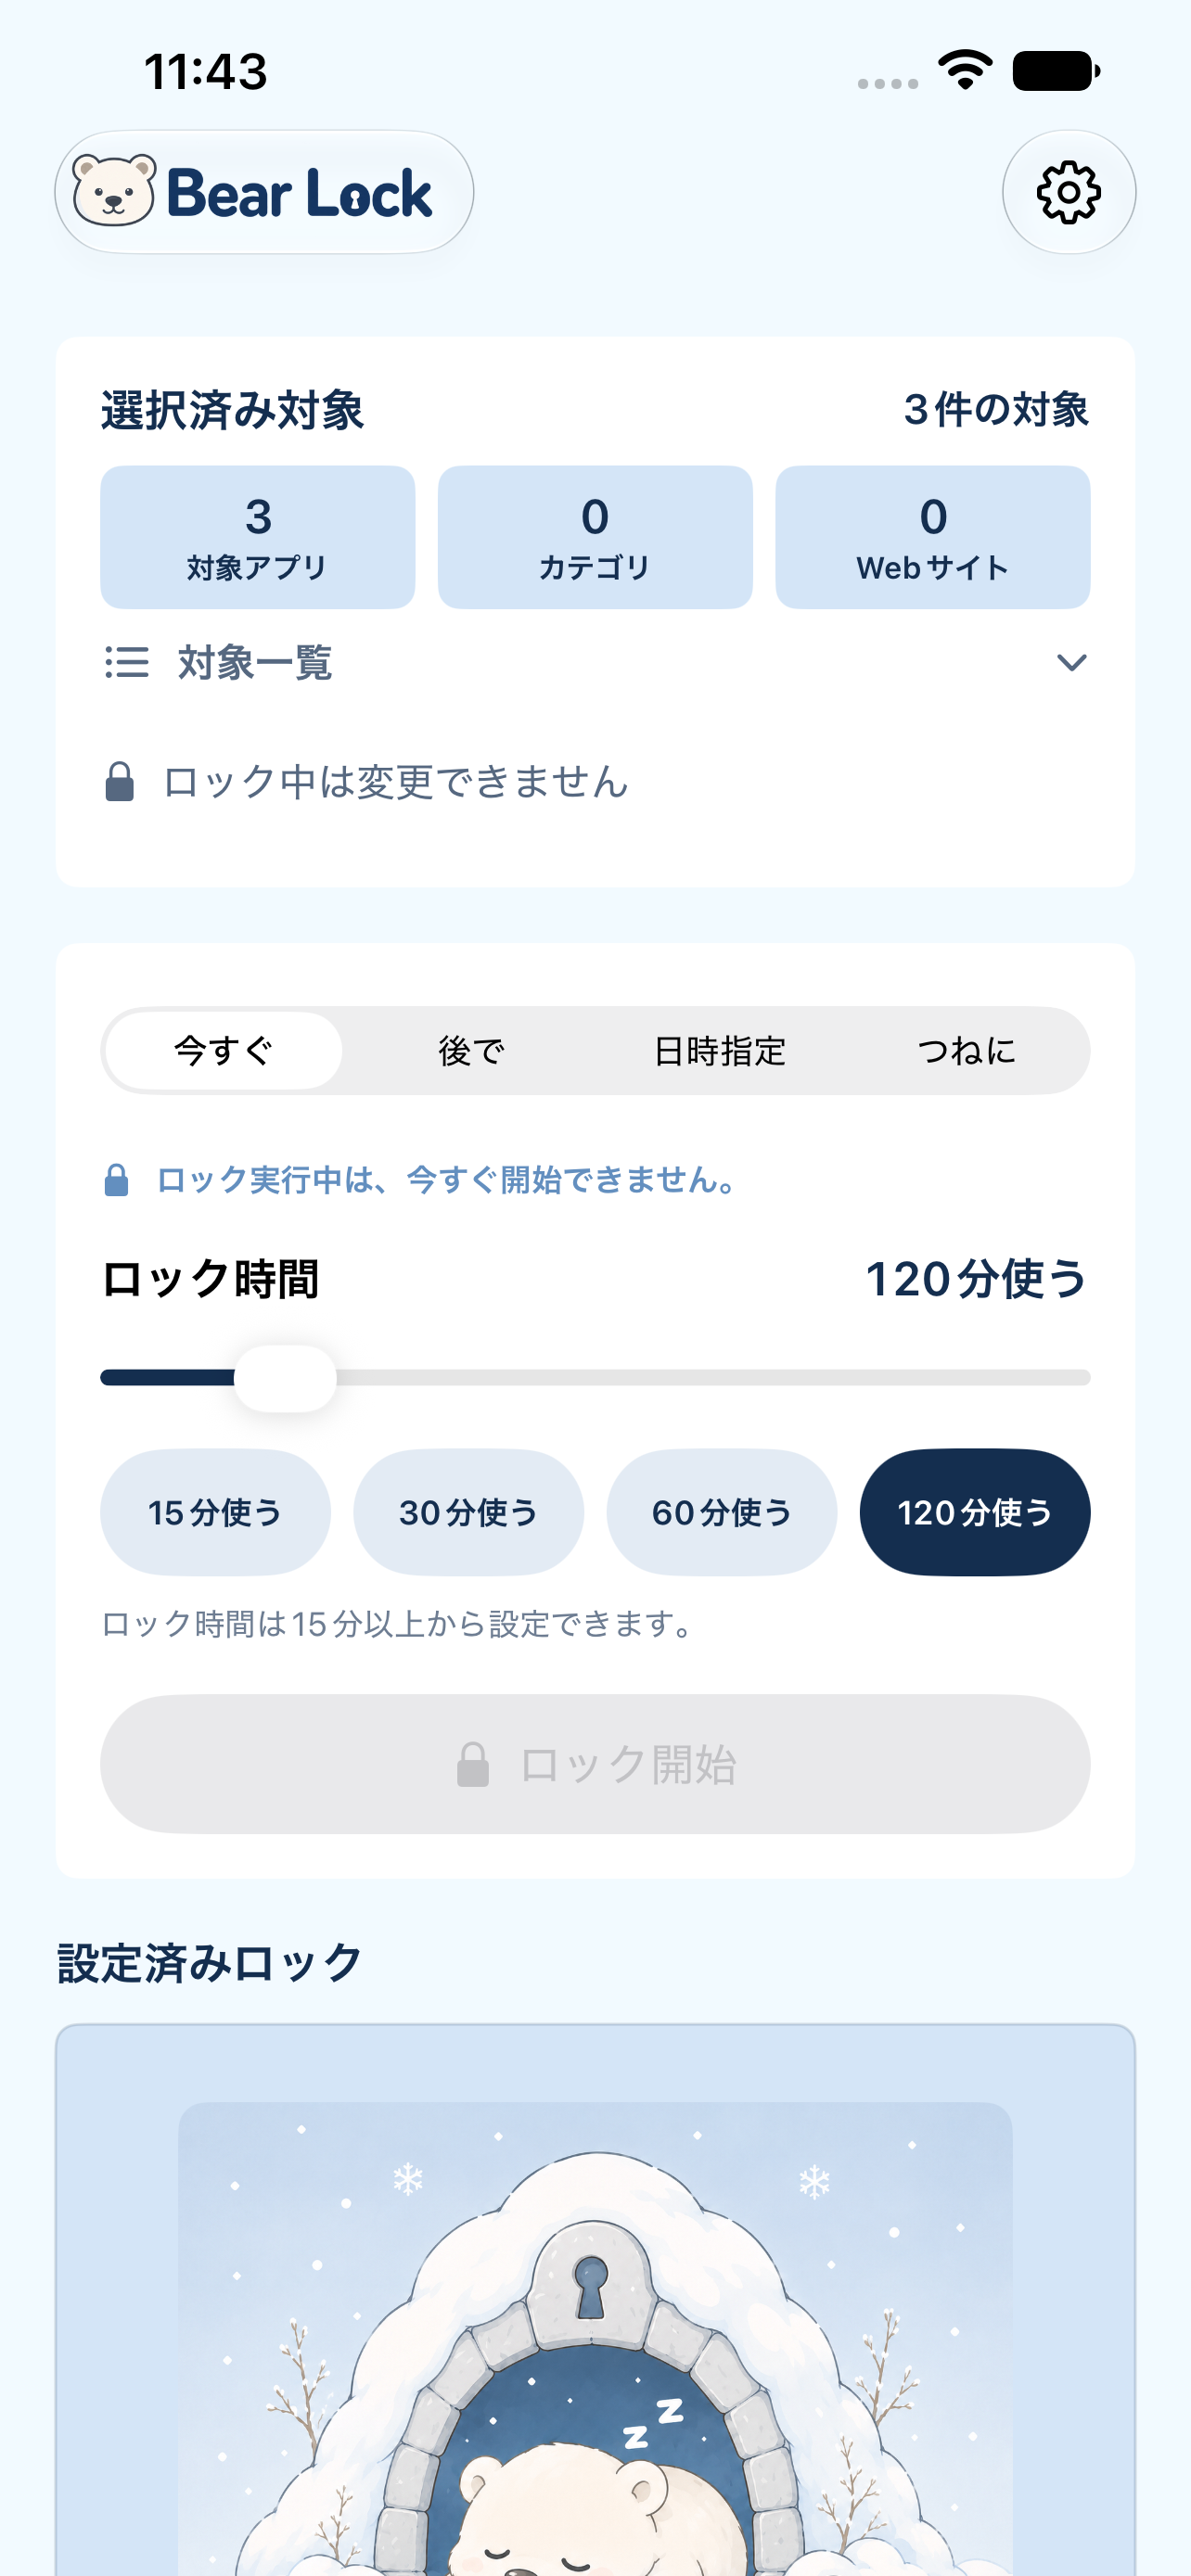 11:43
Bear Lock
選択済み対象 3件の対象
3 0 0
対象アプリ カテゴリ Webサイト
対象一覧
ロック中は変更できません
今すぐ 後で 日時指定 つねに
ロック実行中は、今すぐ開始できません。
ロック時間 120分使う
15分使う 30分使う 60分使う 120分使う
ロック時間は15分以上から設定できます。
ロック開始
設定済みロック
z
z